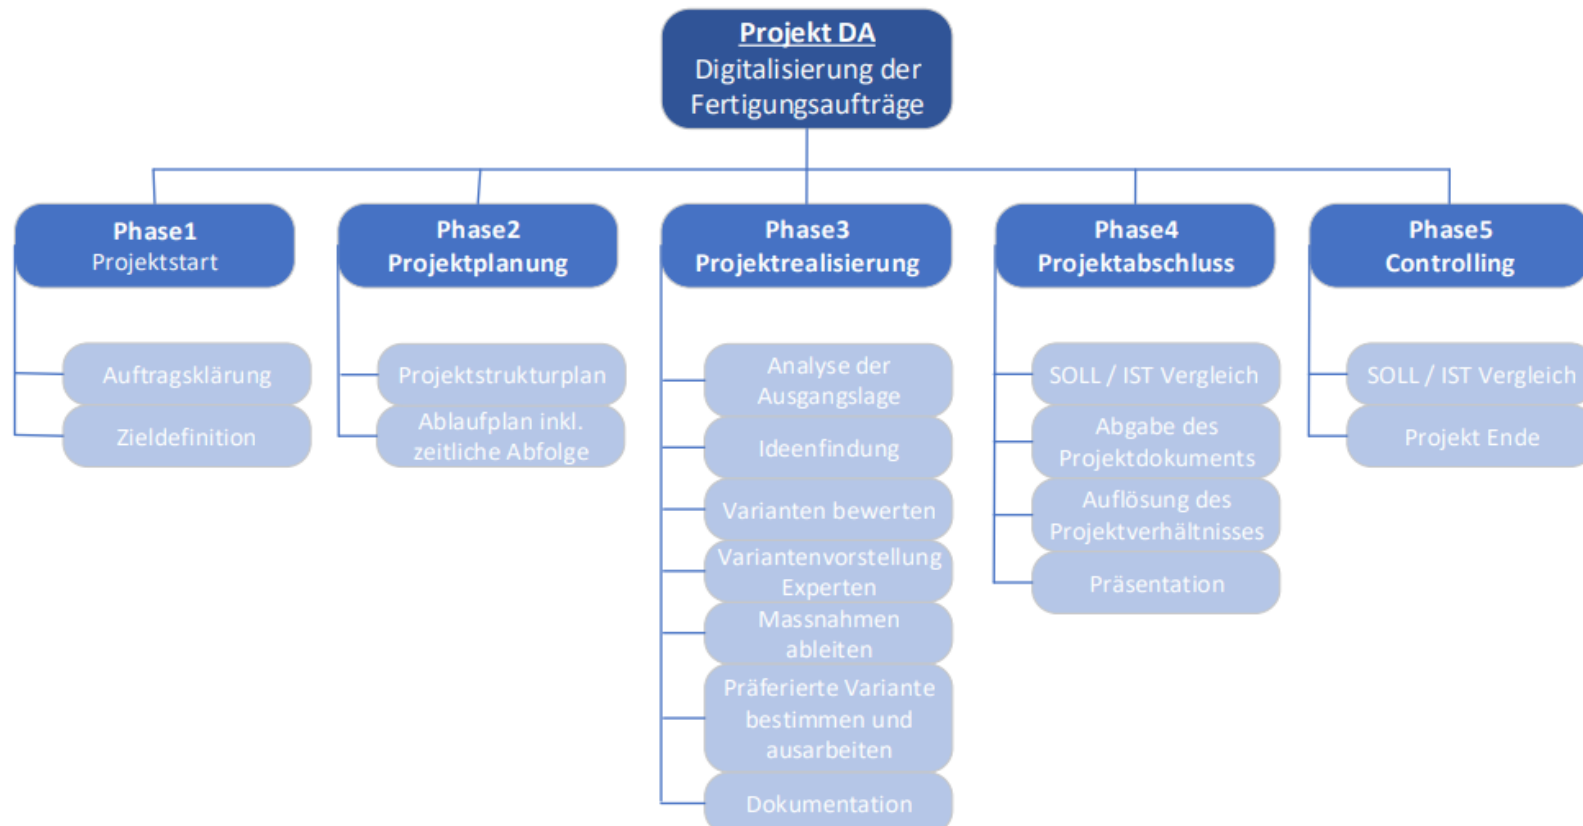 Projekt DA
Digitalisierung der
Fertigungsaufträge
Phase1
Projektstart
Auftragsklärung
Zieldefinition
Phase2
Projektplanung
Projektstrukturplan
Ablaufplan inkl.
zeitliche Abfolge
Phase3
Projektrealisierung
Analyse der
Ausgangslage
Ideenfindung
Varianten bewerten
Variantenvorstellung
Experten
Massnahmen
ableiten
Präferierte Variante
bestimmen und
ausarbeiten
Dokumentation
Phase4
Projektabschluss
SOLL / IST Vergleich
Abgabe des
Projektdokuments
Auflösung des
Projektverhältnisses
Präsentation
Phase5
Controlling
SOLL / IST Vergleich
Projekt Ende